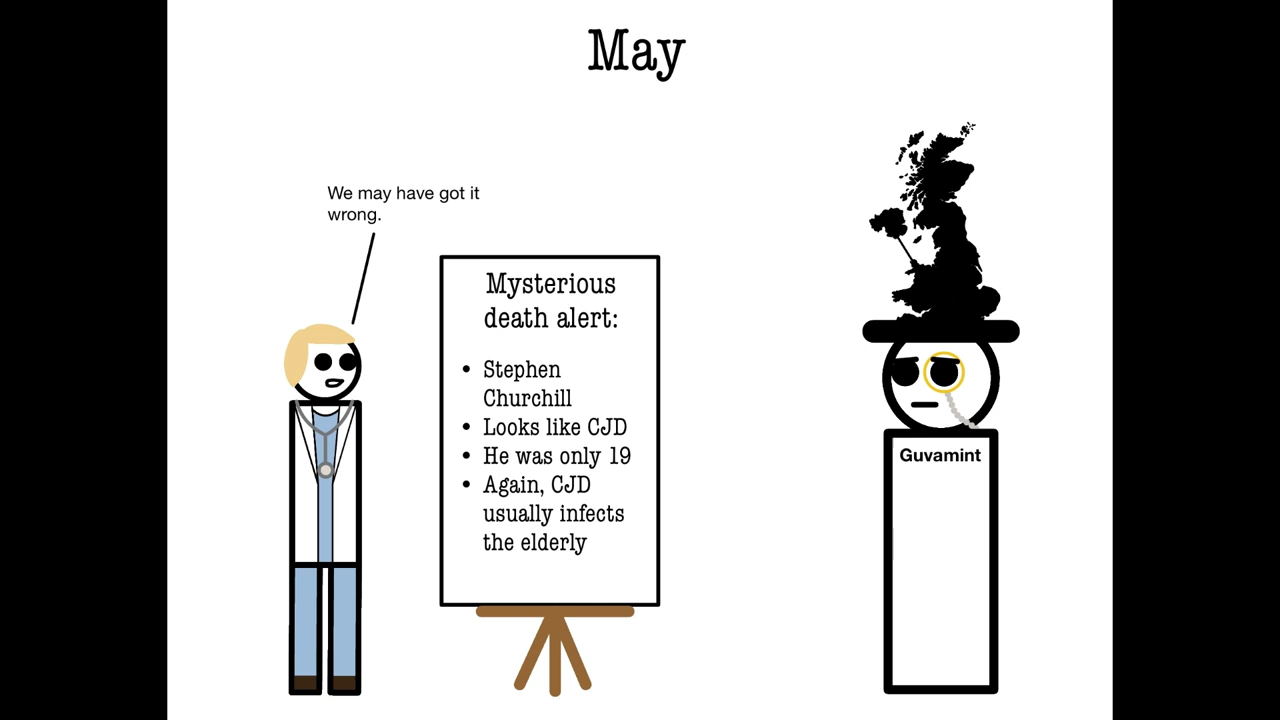 May
We may have got it
wrong.
Mysterious
death alert:
• Stephen
Churchill
• Looks like CJD
• He was only 19
• Again, CJD
usually infects
the elderly
Guvamint